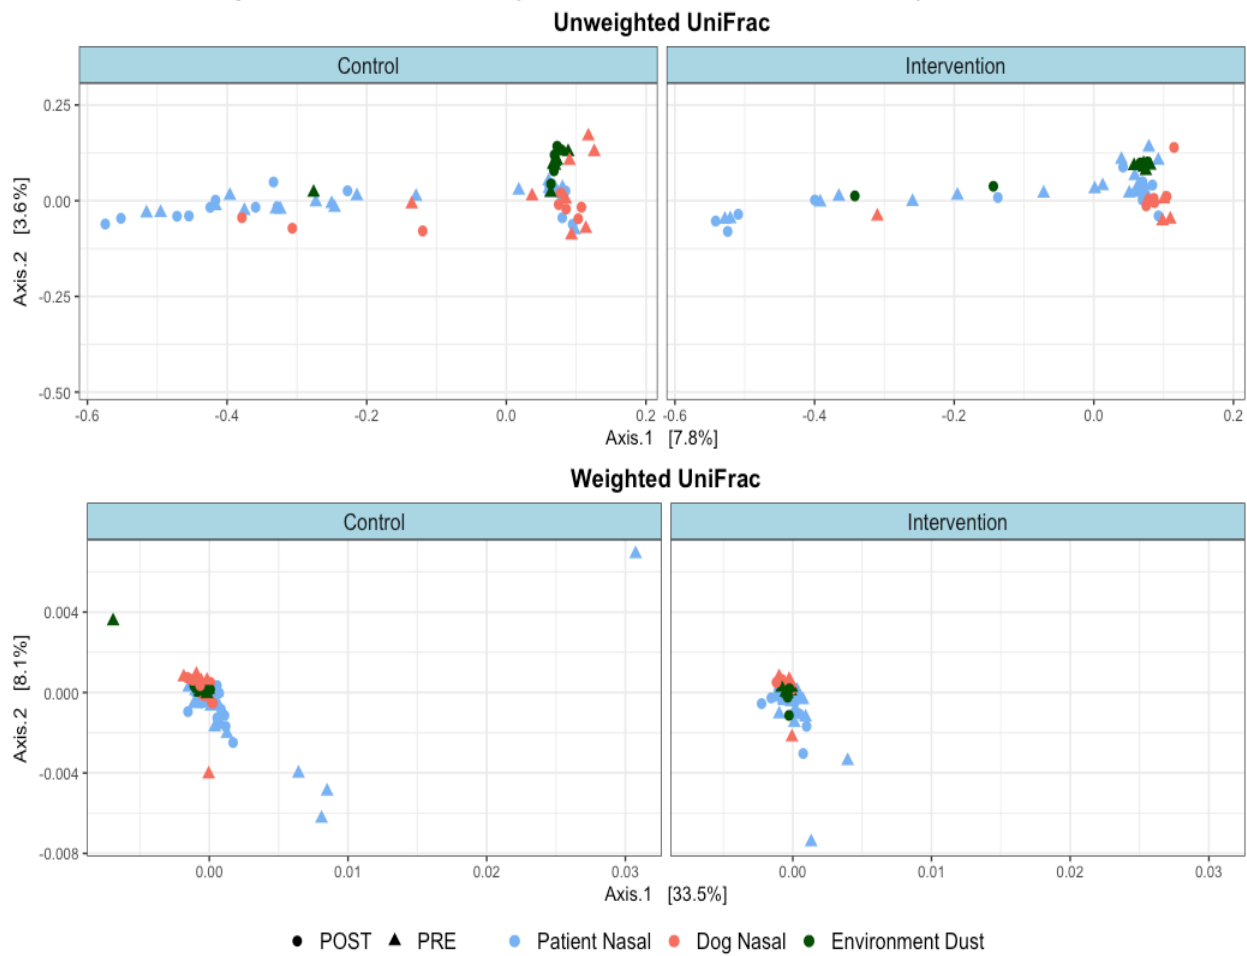 Unweighted UniFrac
Control Intervention
0.25
0.00
-0.25
-0.50
Axis.2 [3.6%]
-0.6 -0.4 -0.2 0.0 0.2 -0.6 -0.4 -0.2 0.0 0.2
Axis.1 [7.8%]
Weighted UniFrac
Control Intervention
0.004
0.000
-0.004
-0.008
Axis.2 [8.1%]
0.00 0.01 0.02 0.03 0.00 0.01 0.02 0.03
Axis.1 [33.5%]
POST PRE Patient Nasal Dog Nasal Environment Dust